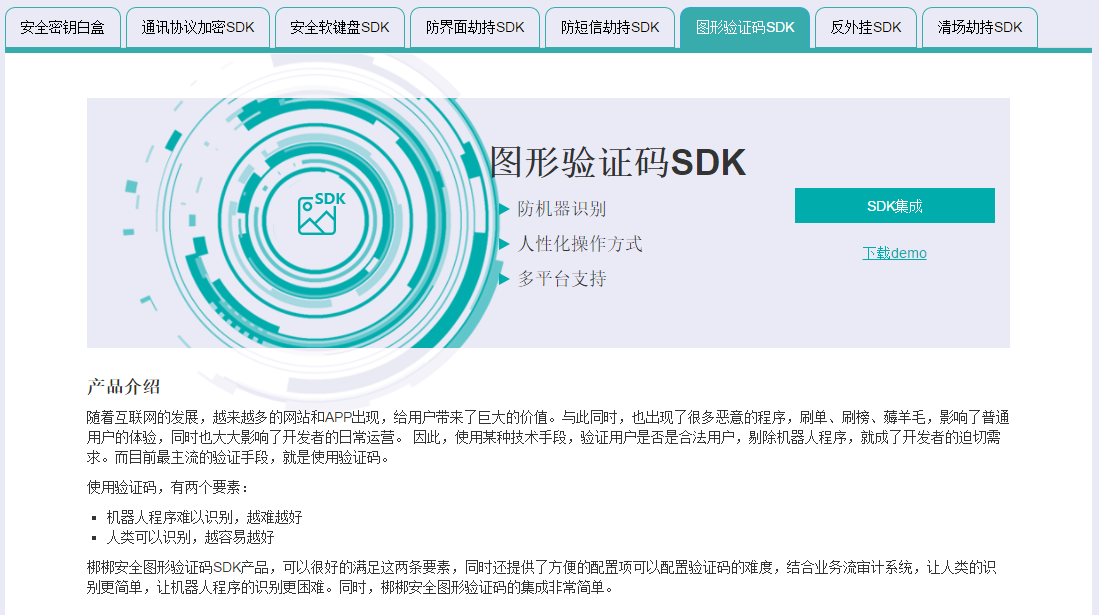 安全密钥白盒 通讯协议加密SDK 安全软键盘SDK 防界面劫持SDK 防短信劫持SDK 图形验证码SDK 反外挂SDK 清场劫持SDK
SDK
图形验证码SDK
防机器识别
人性化操作方式
多平台支持
SDK集成
下载demo
产品介绍
随着互联网的发展，越来越多的网站和APP出现，给用户带来了巨大的价值。与此同时，也出现了很多恶意的程序，刷单、刷榜、薅羊毛，影响了普通
用户的体验，同时也大大影响了开发者的日常运营。 因此，使用某种技术手段，验证用户是否是合法用户，剔除机器人程序，就成了开发者的迫切需
求。而目前最主流的验证手段，就是使用验证码。
使用验证码，有两个要素：
机器人程序难以识别，越难越好
人类可以识别，越容易越好
梆梆安全图形验证码SDK产品，可以很好的满足这两条要素，同时还提供了方便的配置项可以配置验证码的难度，结合业务流审计系统，让人类的识
别更简单，让机器人程序的识别更困难。同时，梆梆安全图形验证码的集成非常简单。